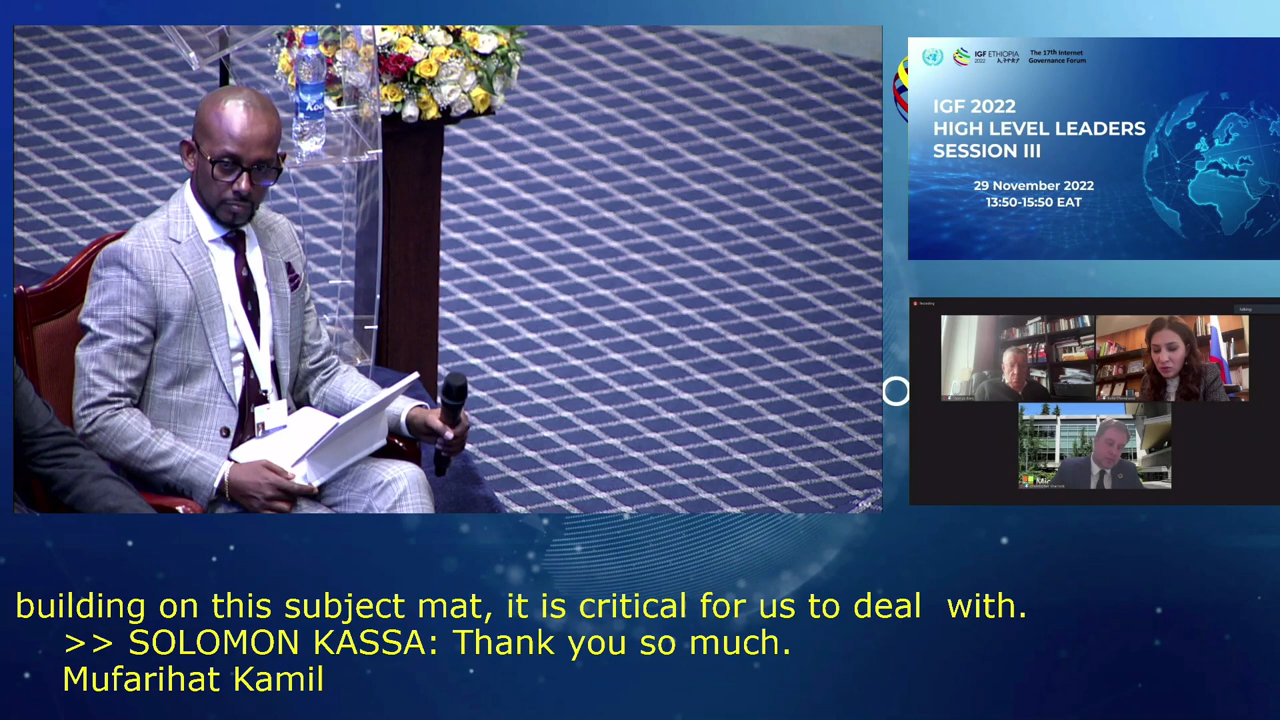 IGF ETHIOPIA
2022 ኢትዮጵያ
The 17th Internet
Governance Forum
IGF 2022
HIGH LEVEL LEADERS
SESSION III
29 November 2022
13:50-15:50 EAT
O
building on this subject mat, it is critical for us to deal with.
>> SOLOMON KASSA: Thank you so much.
Mufarihat Kamil